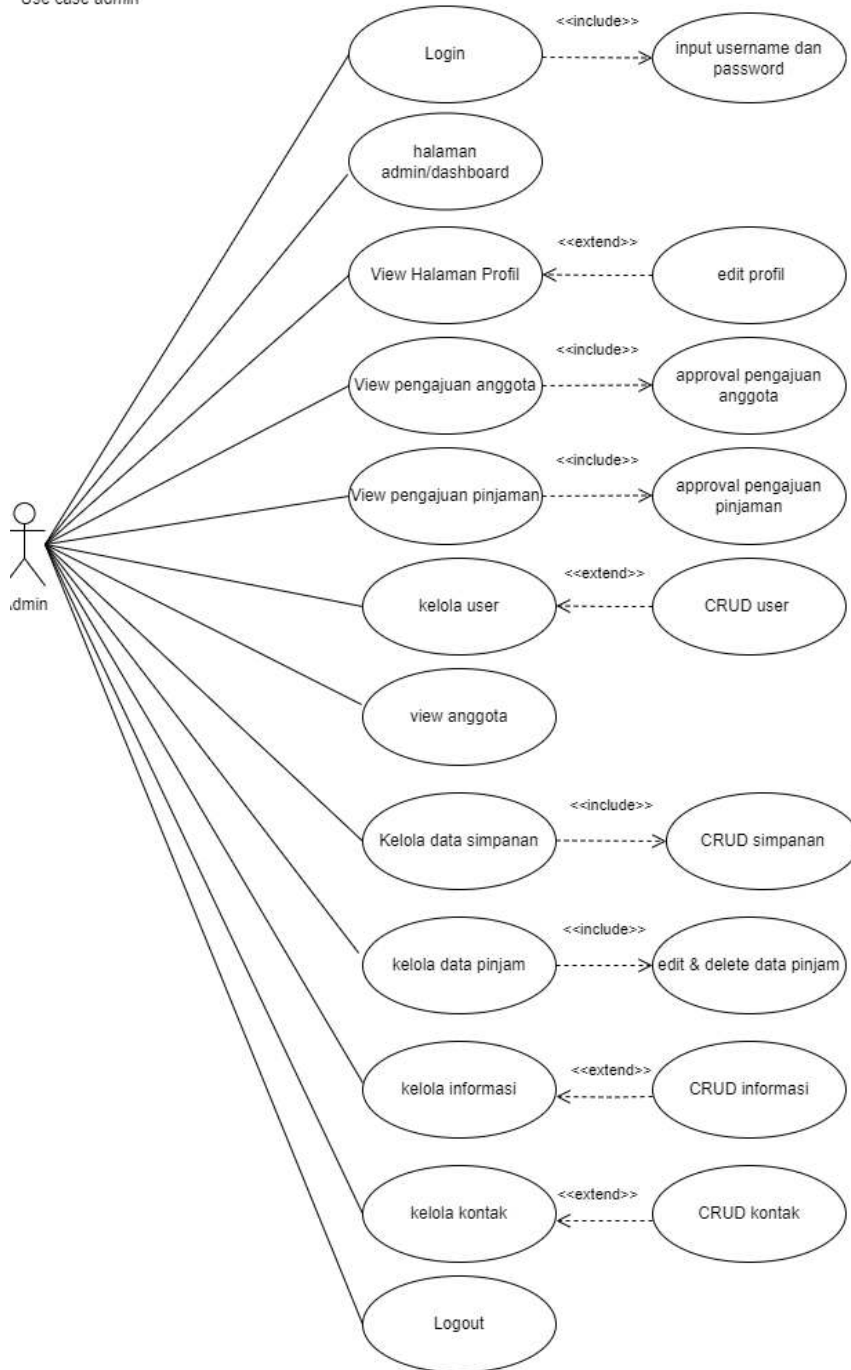 Use case admin
<<include>>
Login
input username dan
password
halaman
admin/dashboard
<<extend>>
View Halaman Profil
edit profil
<<include>>
View pengajuan anggota
approval pengajuan
anggota
<<include>>
View pengajuan pinjaman
approval pengajuan
pinjaman
<<extend>>
kelola user
CRUD user
dmin
view anggota
<<include>>
Kelola data simpanan
CRUD simpanan
<<include>>
kelola data pinjam
edit & delete data pinjam
<<extend>>
kelola informasi
CRUD informasi
<<extend>>
kelola kontak
CRUD kontak
Logout